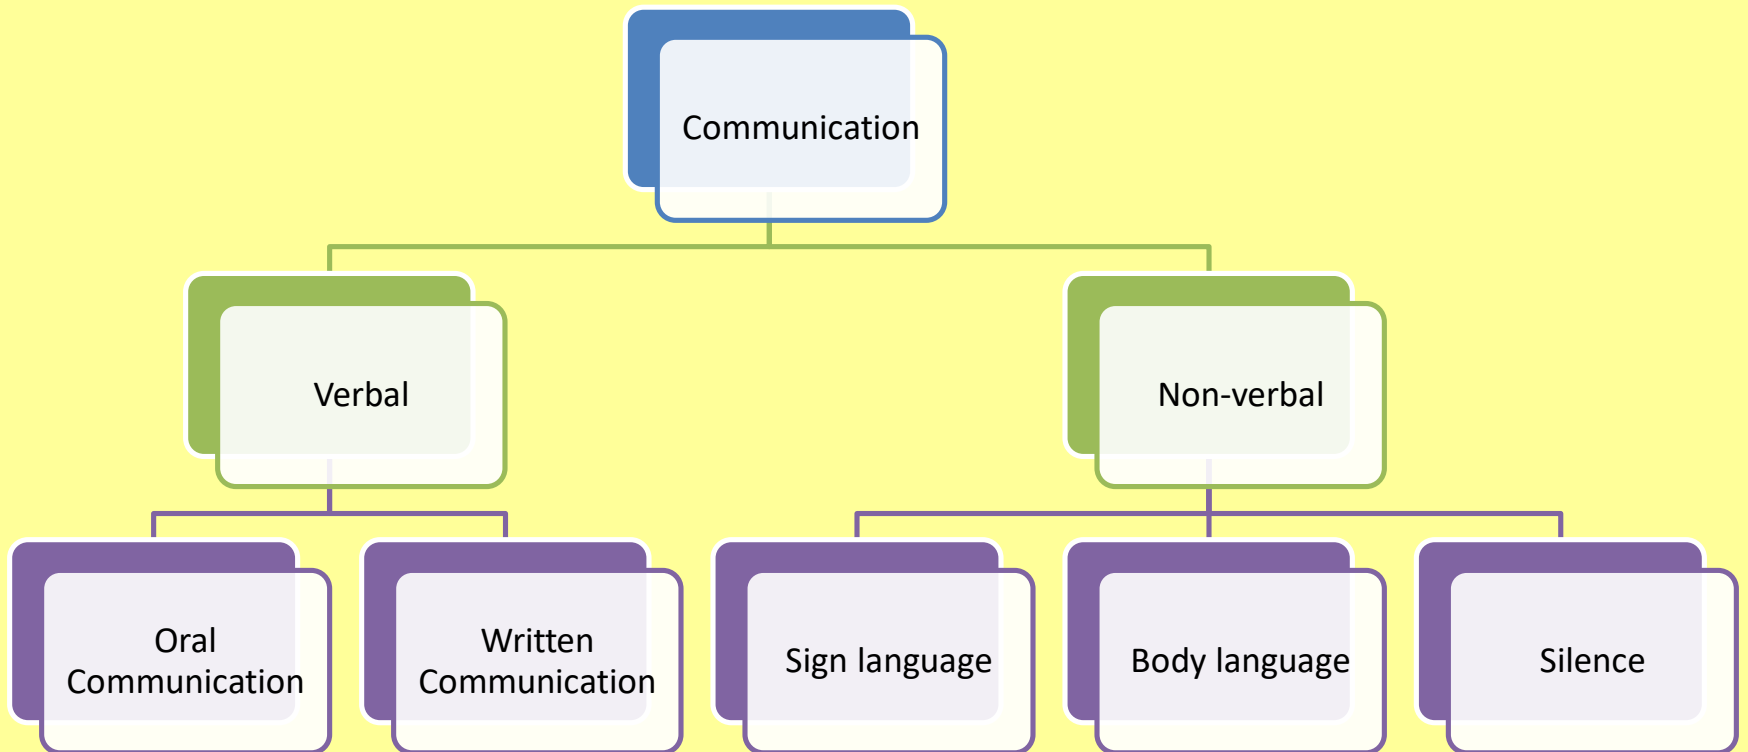 Communication
Verbal
Non-verbal
Oral
Communication
Written
Communication
Sign language
Body language
Silence